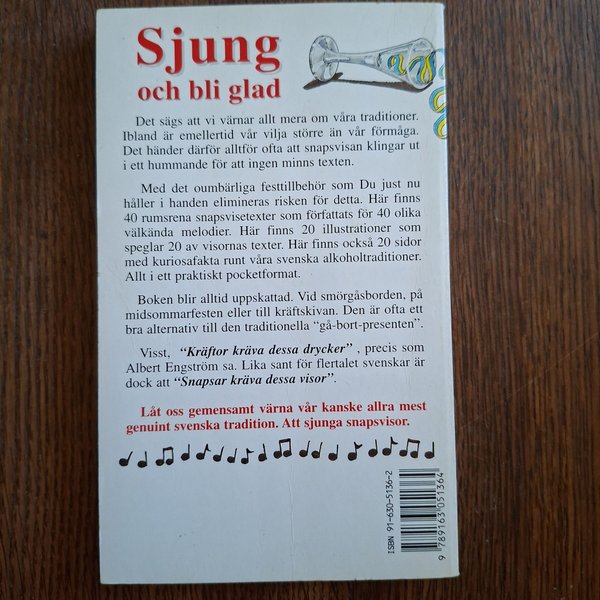 Sjung
och bli glad
Det sägs att vi värnar allt mera om våra traditioner.
Ibland är emellertid vår vilja större än vår förmåga.
Det händer därför alltför ofta att snapsvisan klingar ut
i ett hummande för att ingen minns texten.
Med det oumbärliga festtillbehör som Du just nu
håller i handen elimineras risken för detta. Här finns
40 rumsrena snapsvisetexter som författats för 40 olika
välkända melodier. Här finns 20 illustrationer som
speglar 20 av visornas texter. Här finns också 20 sidor
med kuriosafakta runt våra svenska alkoholtraditioner.
Allt i ett praktiskt pocketformat.
Boken blir alltid uppskattad. Vid smörgåsborden, på
midsommarfesten eller till kräftskivan. Den är ofta ett
bra alternativ till den traditionella “gå-bort-presenten”.
Visst, “Kräftor kräva dessa drycker” , precis som
Albert Engström sa. Lika sant för flertalet svenskar är
dock att “Snapsar kräva dessa visor”.
Låt oss gemensamt värna vår kanske allra mest
genuint svenska tradition. Att sjunga snapsvisor.
ISBN 91-630-5136-2
9 789163 051364